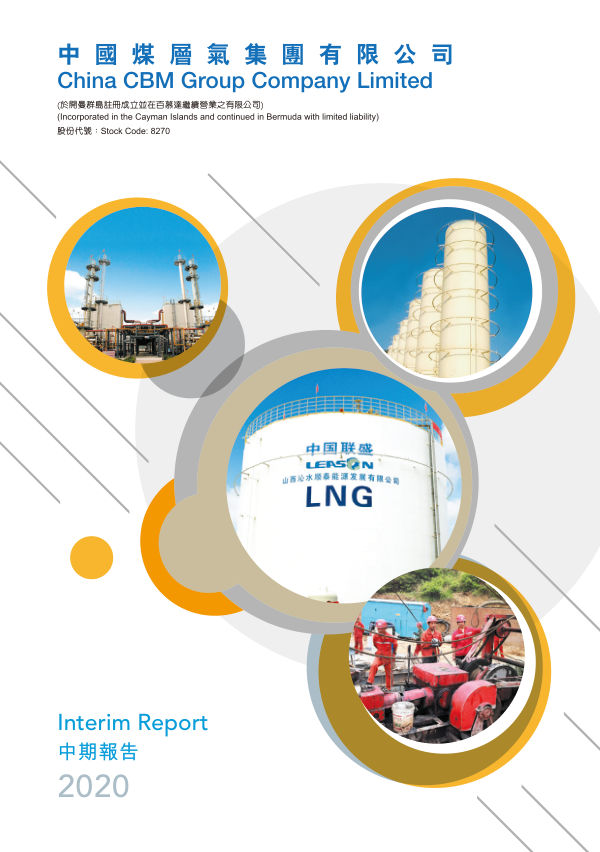 中國煤層氣集團有限公司
China CBM Group Company Limited
(於開曼群島註冊成立並在百慕達繼續營業之有限公司)
(Incorporated in the Cayman Islands and continued in Bermuda with limited liability)
股份代號：Stock Code: 8270
中国联盛
LEASON
山西沁水顺泰能源发展有限公司
LNG
Interim Report
中期報告
2020